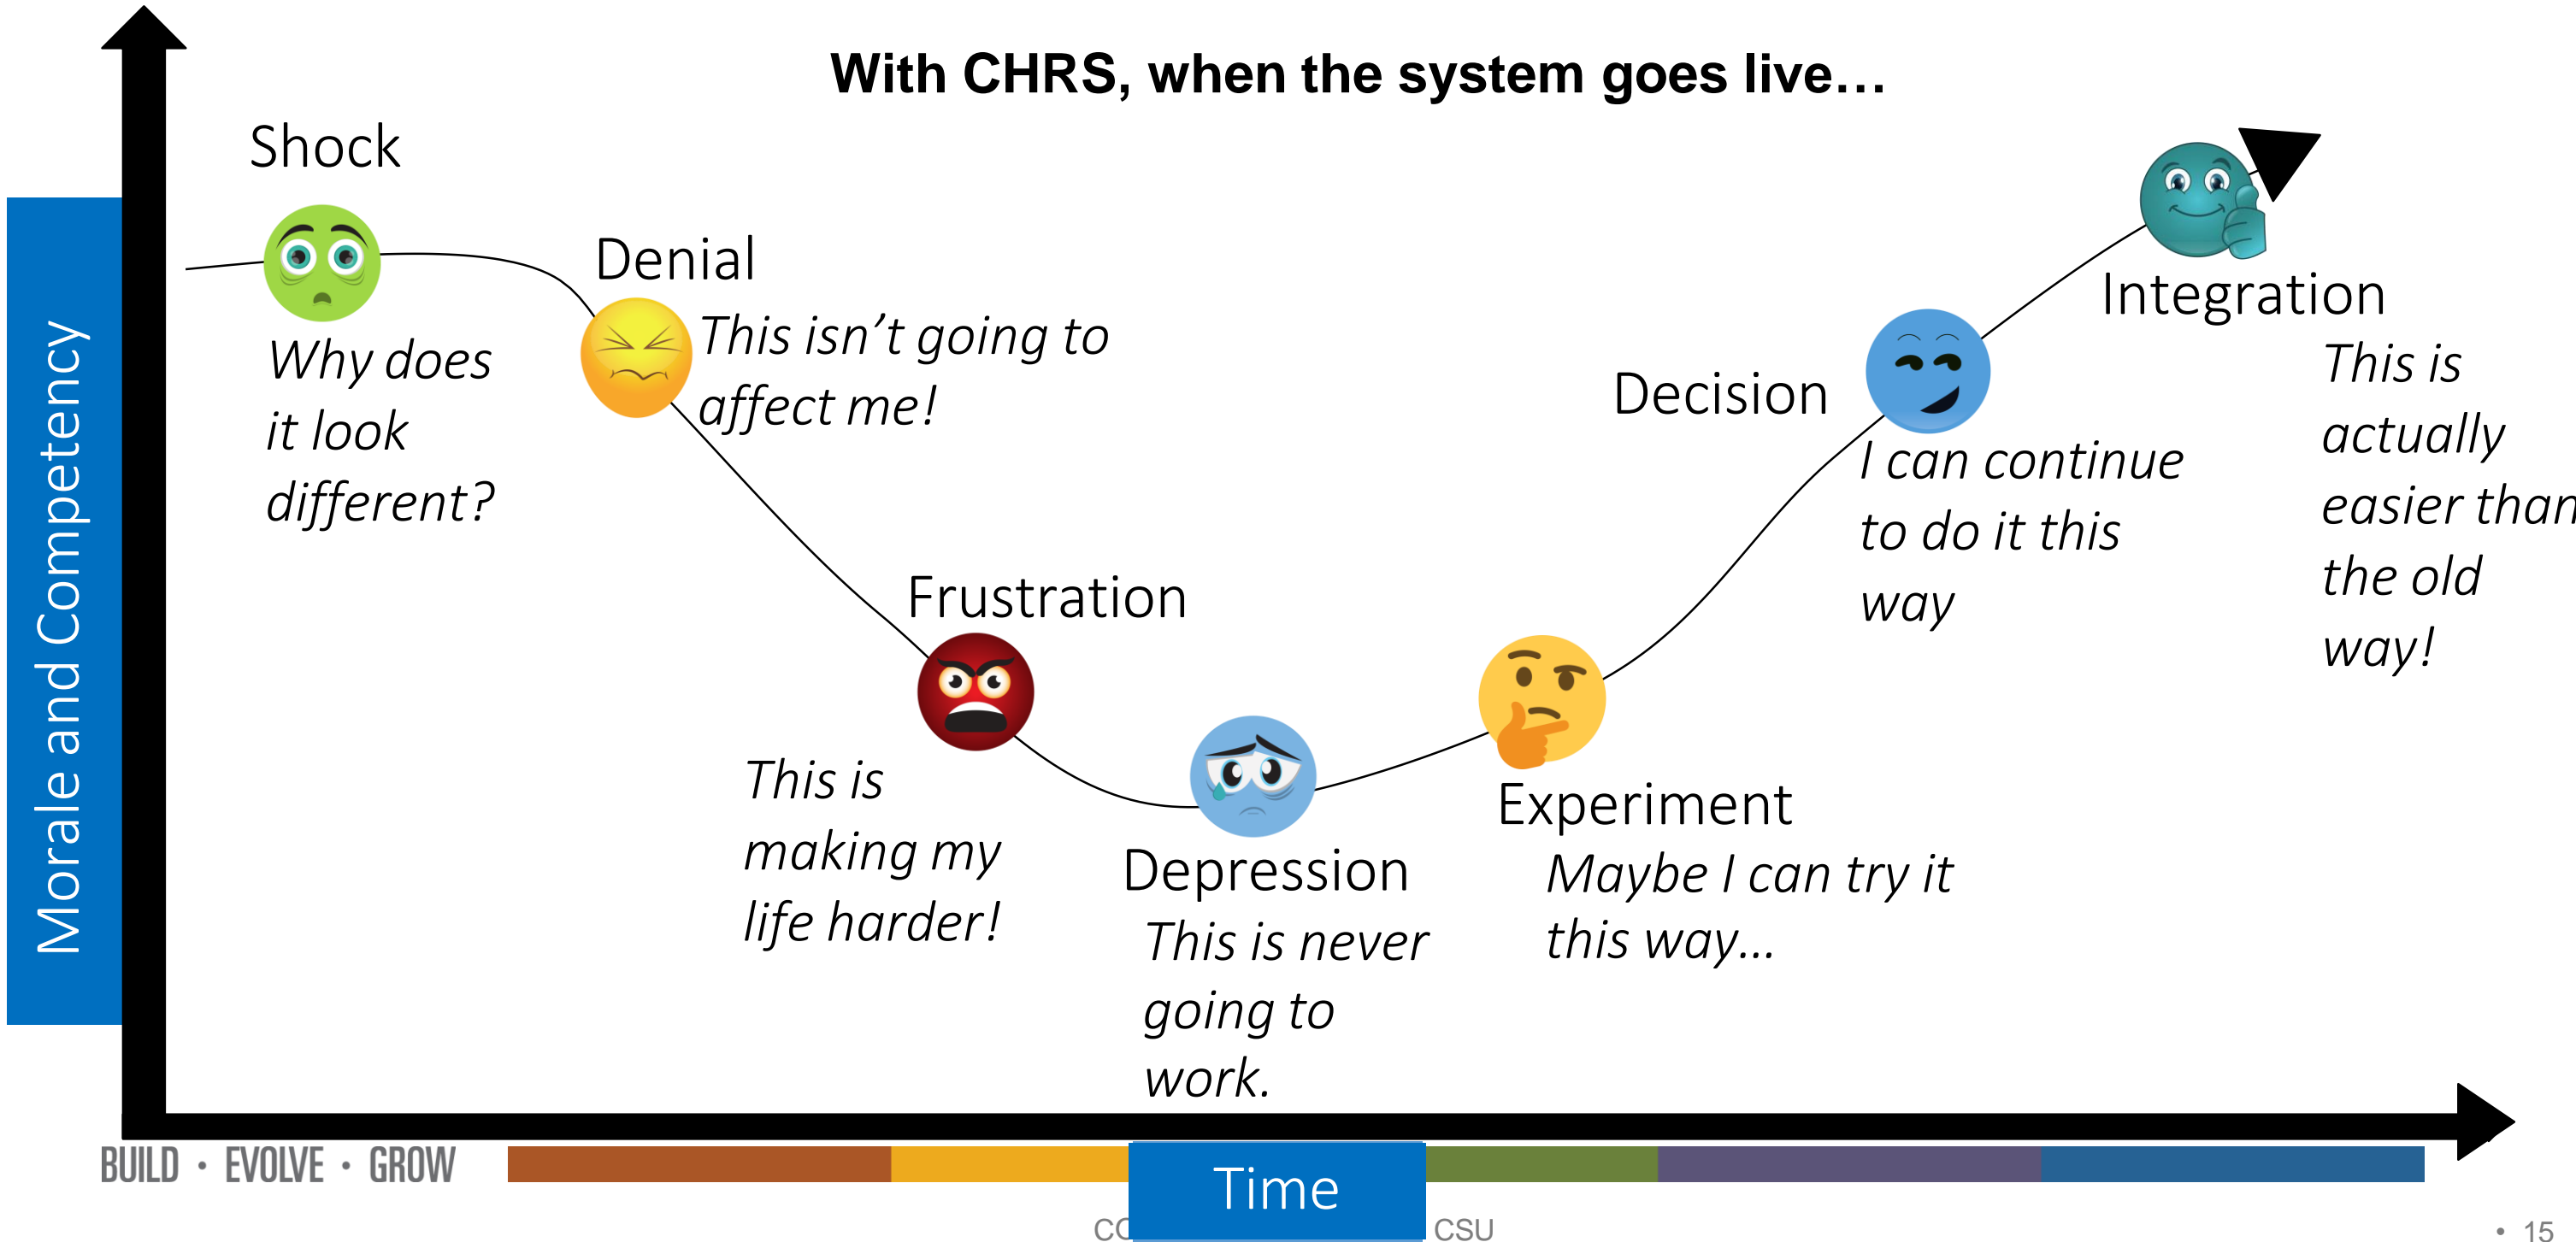 With CHRS, when the system goes live…
Shock
Why does
it look
different?
Denial
This isn’t going to
affect me!
Frustration
This is
making my
life harder!
Depression
This is never
going to
work.
Experiment
Maybe I can try it
this way…
Decision
I can continue
to do it this
way
Integration
This is
actually
easier than
the old
way!
Morale and Competency
Time
BUILD • EVOLVE • GROW
CSU
• 15